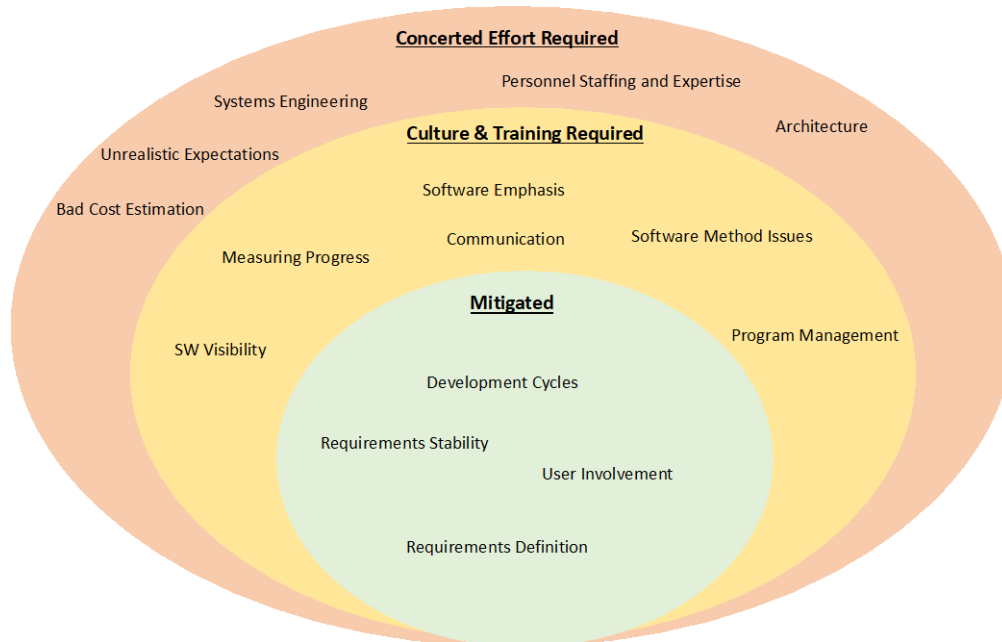 Concerted Effort Required
Personnel Staffing and Expertise
Systems Engineering
Architecture
Unrealistic Expectations
Bad Cost Estimation
Culture & Training Required
Software Emphasis
Communication
Software Method Issues
Measuring Progress
SW Visibility
Program Management
Mitigated
Development Cycles
Requirements Stability
User Involvement
Requirements Definition